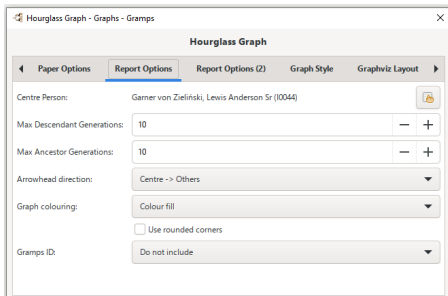 Hourglass Graph - Graphs - Gramps
Hourglass Graph
Paper Options Report Options Report Options (2) Graph Style Graphviz Layout
Centre Person: Garner von Zieliński, Lewis Anderson Sr (I0044)
Max Descendant Generations: 10
Max Ancestor Generations: 10
Arrowhead direction: Centre -> Others
Graph colouring: Colour fill
Use rounded corners
Gramps ID: Do not include